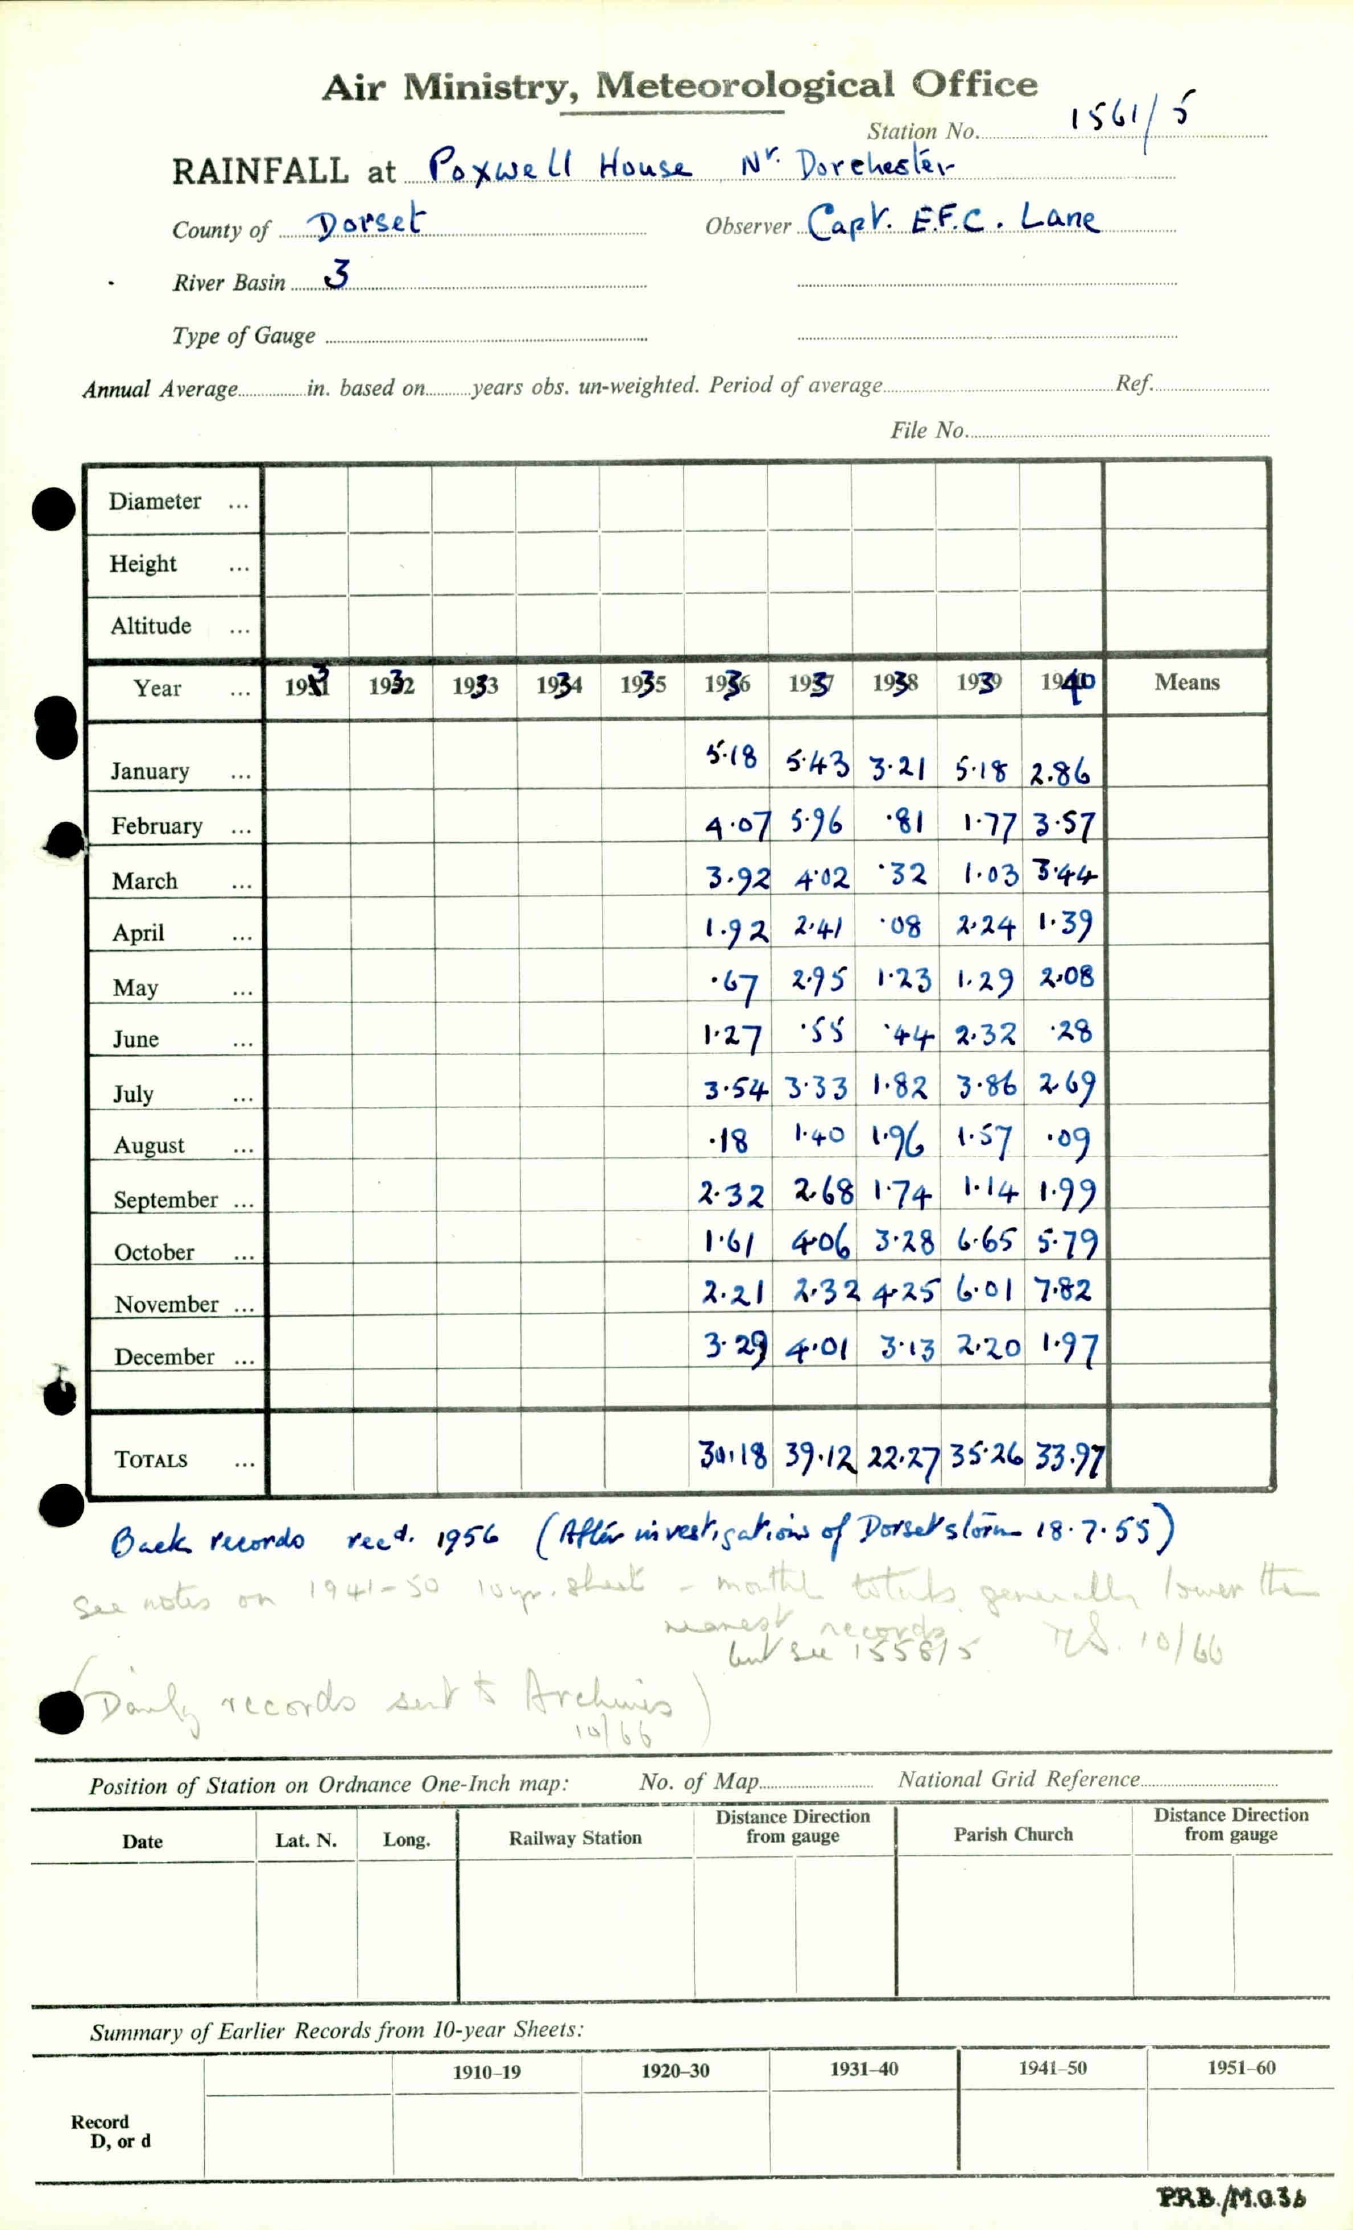 Air Ministry, Meteorological Office
Station No. 1561/5
RAINFALL at Poxwell House Nr. Dorchester
County of Dorset Observer Capt. E.F.C. Lane
River Basin 3
Type of Gauge
Annual Average in. based on years obs. un-weighted. Period of average Ref.
File No.
Diameter ...
Height ...
Altitude ...
Year ... 1931 1932 1933 1934 1935 1936 1937 1938 1939 1940 Means
January ... 5.18 5.43 3.21 5.18 2.86
February ... 4.07 5.96 .81 1.77 3.57
March ... 3.92 4.02 .32 1.03 3.44
April ... 1.92 2.41 .08 2.24 1.39
May ... .67 2.95 1.23 1.29 2.08
June ... 1.27 .55 .44 2.32 .28
July ... 3.54 3.33 1.82 3.86 2.69
August ... .18 1.40 1.96 1.57 .09
September ... 2.32 2.68 1.74 1.14 1.99
October ... 1.61 4.06 3.28 6.65 5.79
November ... 2.21 2.32 4.25 6.01 7.82
December ... 3.29 4.01 3.13 2.20 1.97
TOTALS ... 30.18 39.12 22.27 35.26 33.97
Back records recd. 1956 (After investigations of Dorset storm 18.7.55)
See notes on 1941-50 10 yr. sheet - month totals generally lower than
nearest records
but see 1558/5 10/66
(Daily records sent to Archives)
10/66
Position of Station on Ordnance One-Inch map: No. of Map National Grid Reference
Date Lat. N. Long. Railway Station Distance Direction from gauge Parish Church Distance Direction from gauge
Summary of Earlier Records from 10-year Sheets:
1910–19 1920–30 1931–40 1941–50 1951–60
Record
D, or d
P.R.B./M.O.36